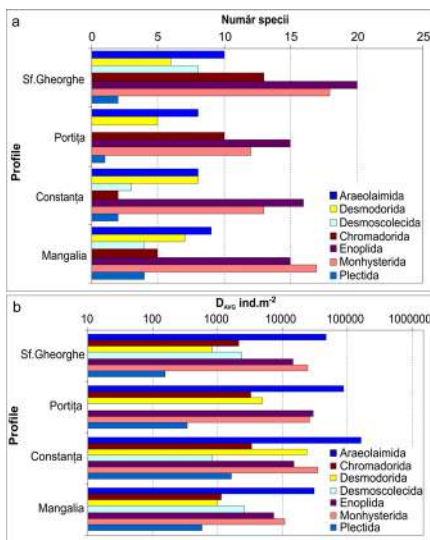 a
Număr specii
0 5 10 15 20 25
Profile
Sf.Gheorghe
Portița
Constanța
Mangalia
Araeolaimida
Desmodorida
Desmoscolecida
Chromadorida
Enoplida
Monhysterida
Plectida
b
DAVG ind.m-2
10 100 1000 10000 100000 1000000
Profile
Sf.Gheorghe
Portița
Constanța
Mangalia
Araeolaimida
Chromadorida
Desmodorida
Desmoscolecida
Enoplida
Monhysterida
Plectida